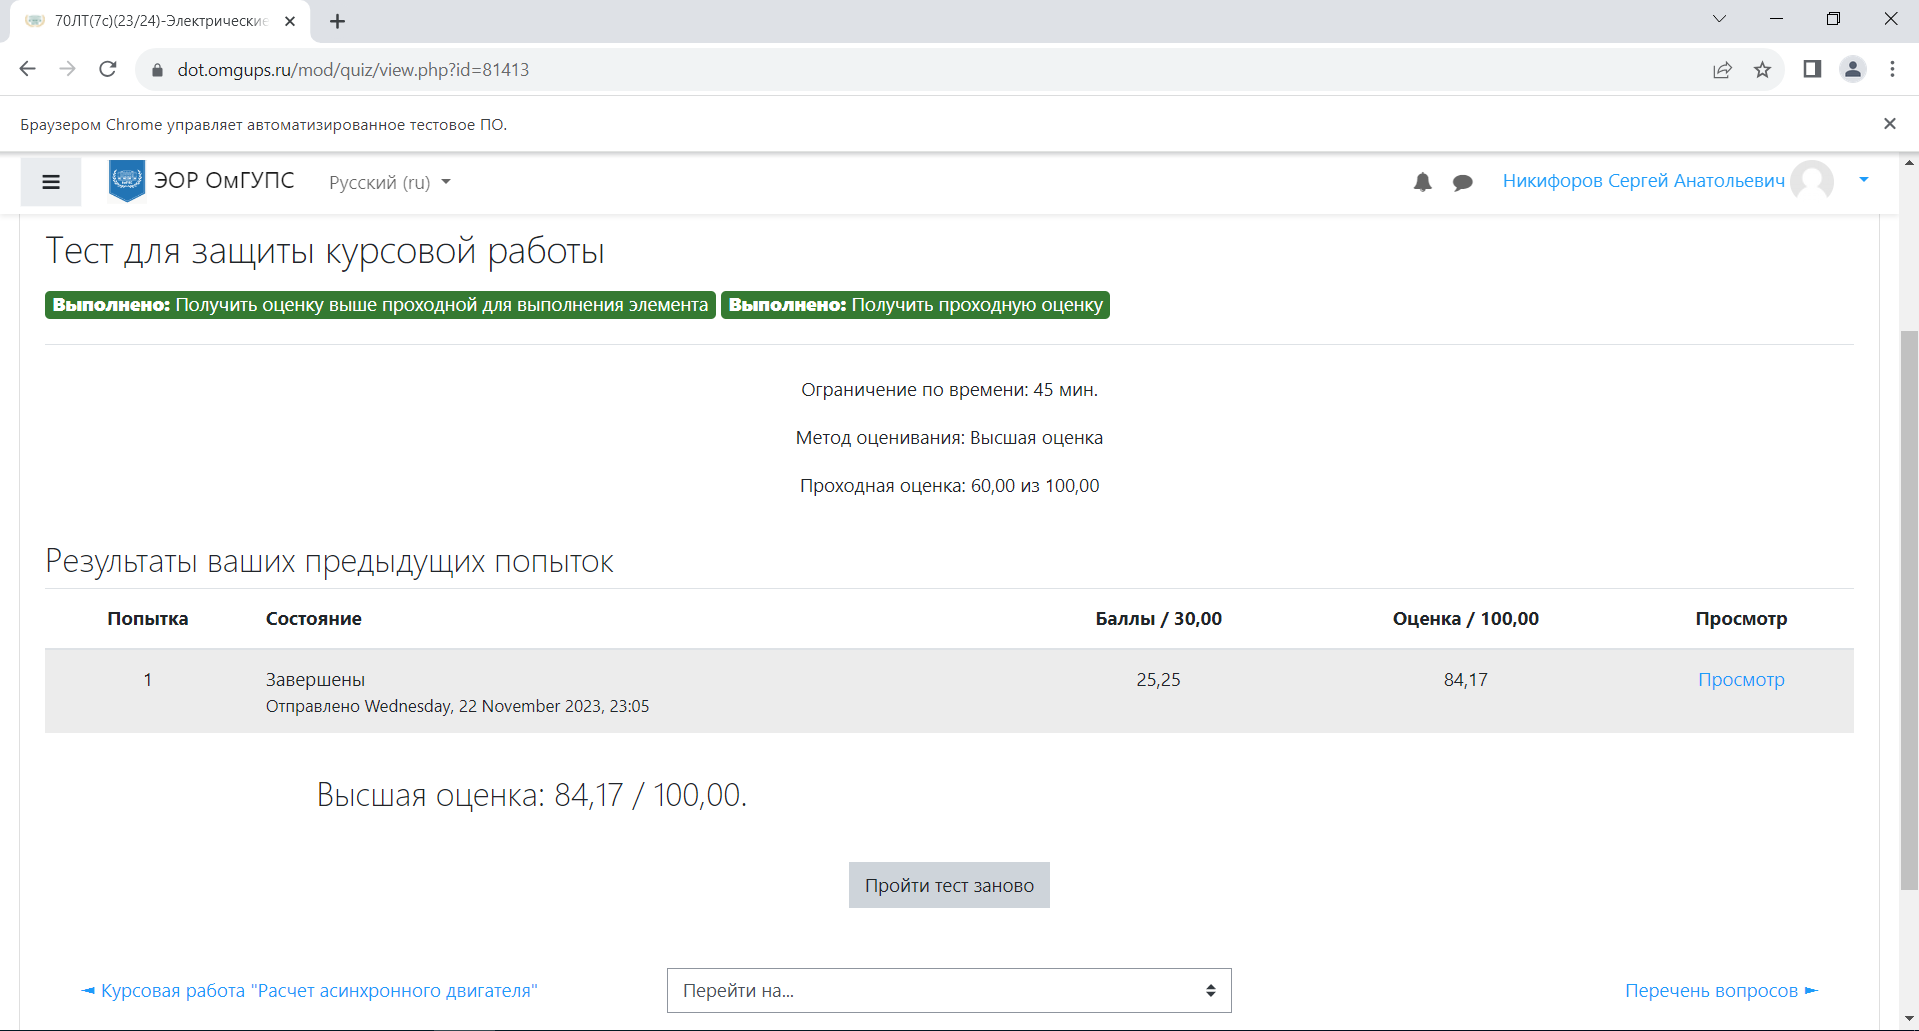 70ЛТ(7с)(23/24)-Электрические
dot.omgups.ru/mod/quiz/view.php?id=81413
Браузером Chrome управляет автоматизированное тестовое ПО.
ЭОР ОмГУПС Русский (ru) Никифоров Сергей Анатольевич
Тест для защиты курсовой работы
Выполнено: Получить оценку выше проходной для выполнения элемента Выполнено: Получить проходную оценку
Ограничение по времени: 45 мин.
Метод оценивания: Высшая оценка
Проходная оценка: 60,00 из 100,00
Результаты ваших предыдущих попыток
Попытка Состояние Баллы / 30,00 Оценка / 100,00 Просмотр
1 Завершены 25,25 84,17 Просмотр
Отправлено Wednesday, 22 November 2023, 23:05
Высшая оценка: 84,17 / 100,00.
Пройти тест заново
◄ Курсовая работа "Расчет асинхронного двигателя" Перейти на... Перечень вопросов ►